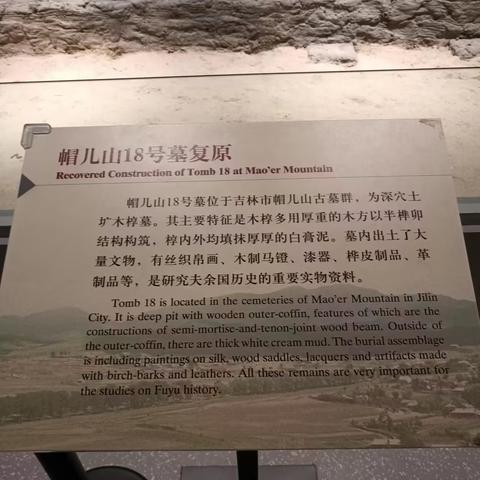 帽儿山18号墓复原
Recovered Construction of Tomb 18 at Mao'er Mountain
帽儿山18号墓位于吉林市帽儿山古墓群，为深穴土
圹木椁墓。其主要特征是木椁多用厚重的木方以半榫卯
结构构筑，椁内外均填抹厚厚的白膏泥。墓内出土了大
量文物，有丝织帛画、木制马镫、漆器、桦皮制品、革
制品等，是研究夫余国历史的重要实物资料。
Tomb 18 is located in the cemeteries of Mao'er Mountain in Jilin
City. It is deep pit with wooden outer-coffin, features of which are the
constructions of semi-mortise-and-tenon-joint wood beam. Outside of
the outer-coffin, there are thick white cream mud. The burial assemblage
is including paintings on silk, wood saddles, lacquers and artifacts made
with birch-barks and leathers. All these remains are very important for
the studies on Fuyu history.